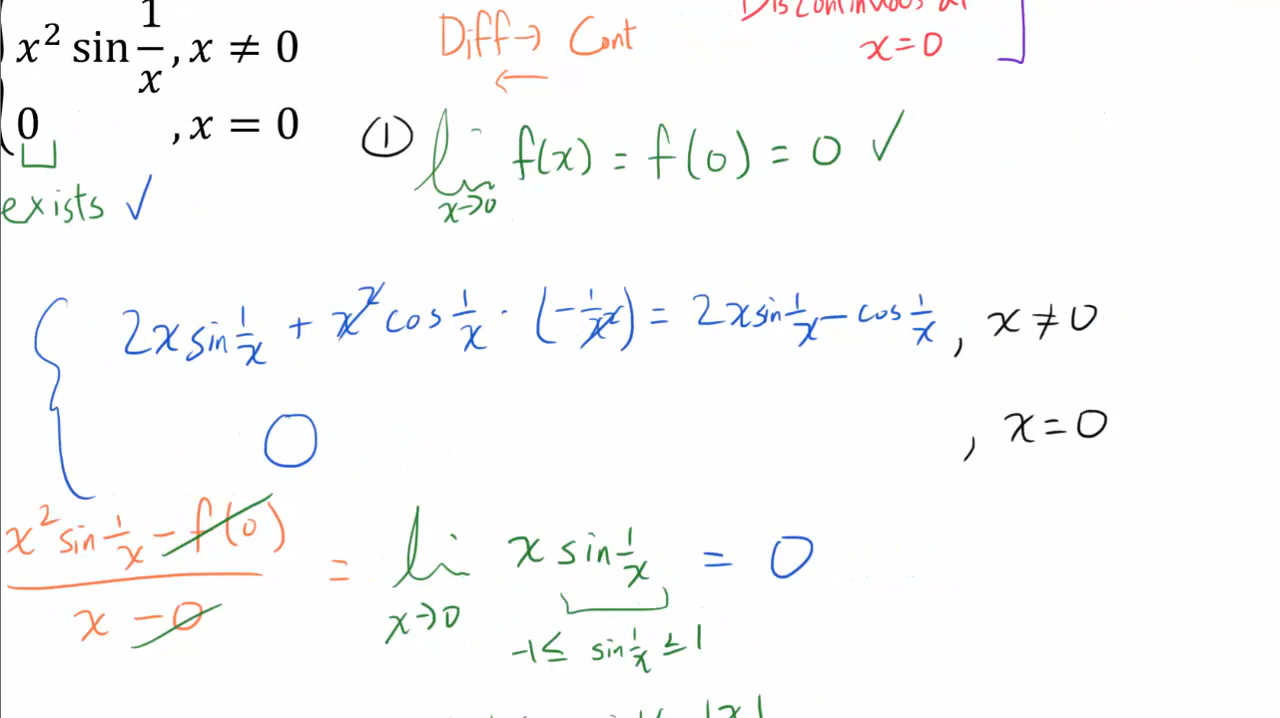 x² sin 1/x , x ≠ 0
Diff → Cont
←
x=0
0 , x = 0
① lim x→0 f(x) = f(0) = 0 ✓
exists ✓
{ 2x sin 1/x + x² cos 1/x · (-1/x²) = 2x sin 1/x - cos 1/x , x ≠ 0
0 , x = 0
(x² sin 1/x - f(0)) / (x - 0) = lim x→0 x sin 1/x = 0
-1 ≤ sin 1/x ≤ 1
|x|